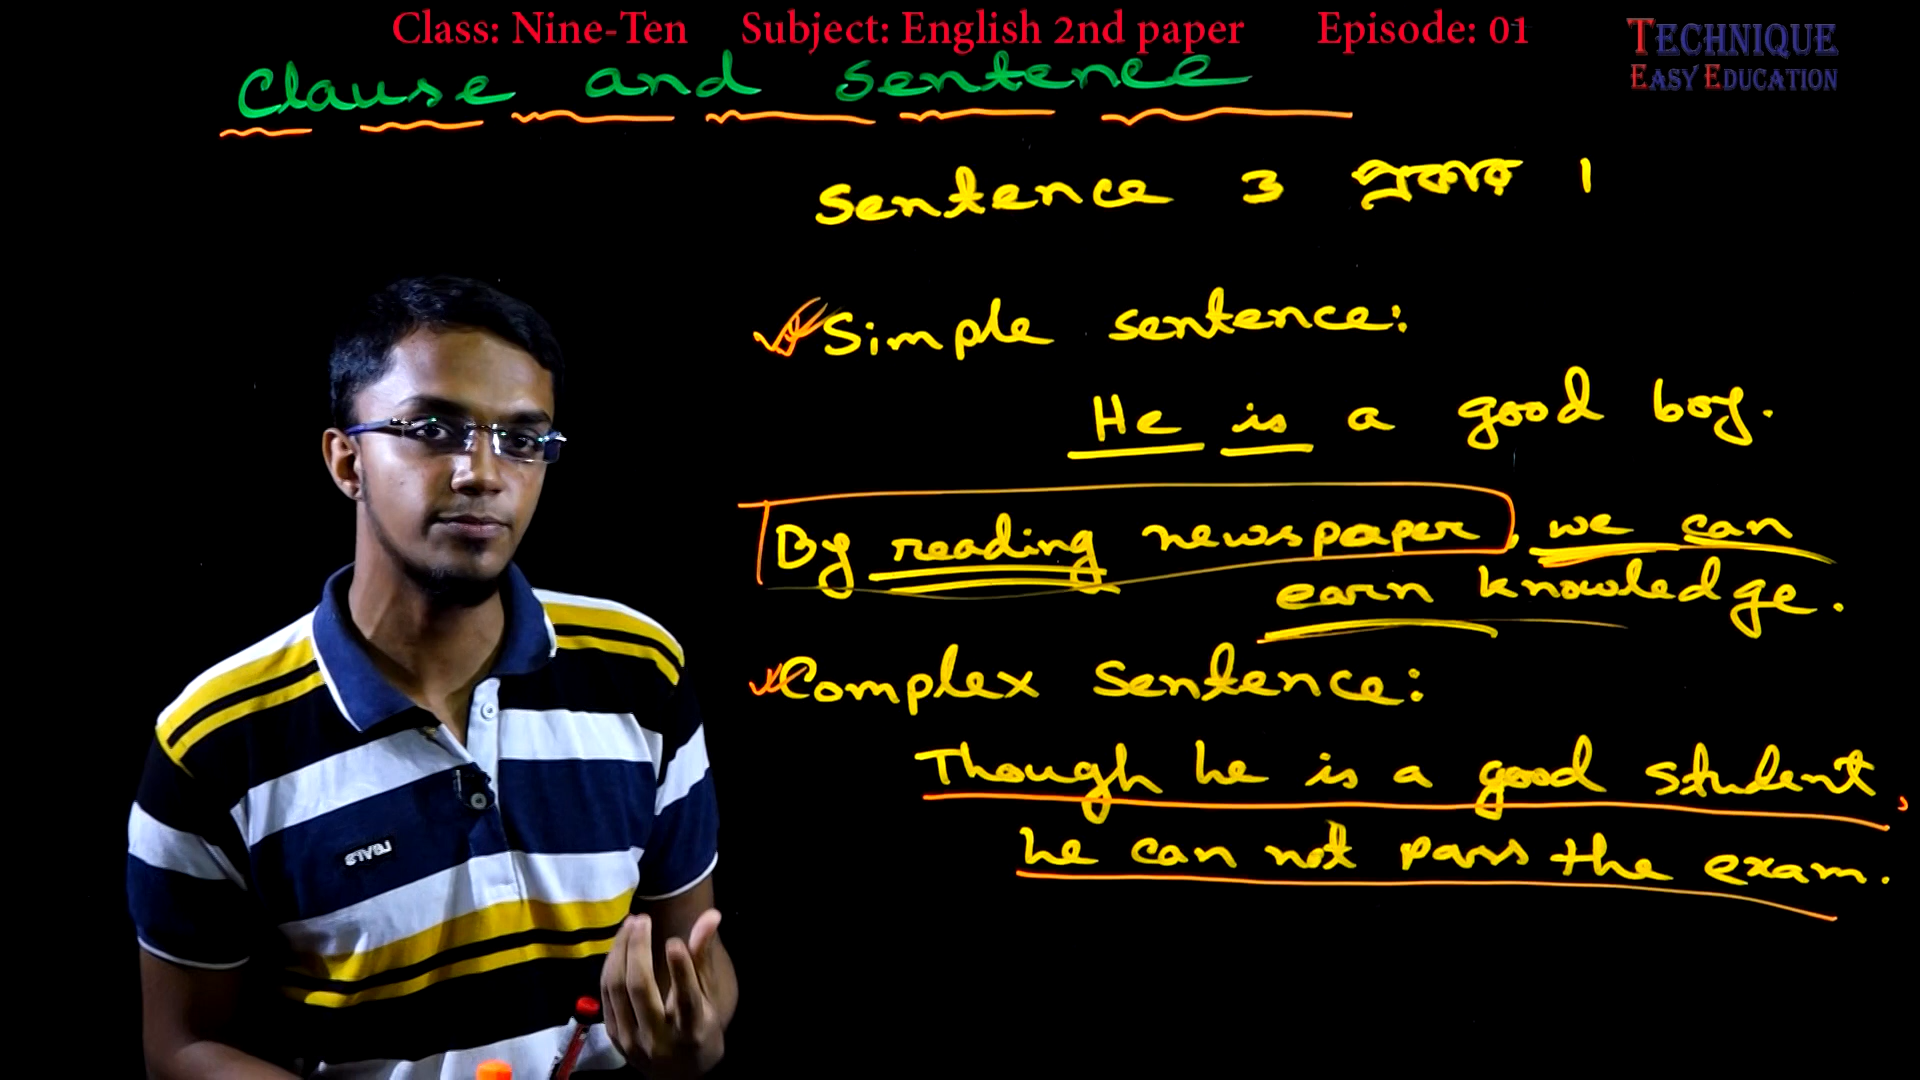 Class: Nine-Ten Subject: English 2nd paper Episode: 01
TECHNIQUE
EASY EDUCATION
Clause and sentence
Sentence 3 প্রকার ।
Simple sentence:
He is a good boy.
By reading newspaper, we can
earn knowledge.
Complex sentence:
Though he is a good student,
he can not pass the exam.
LEVI'S